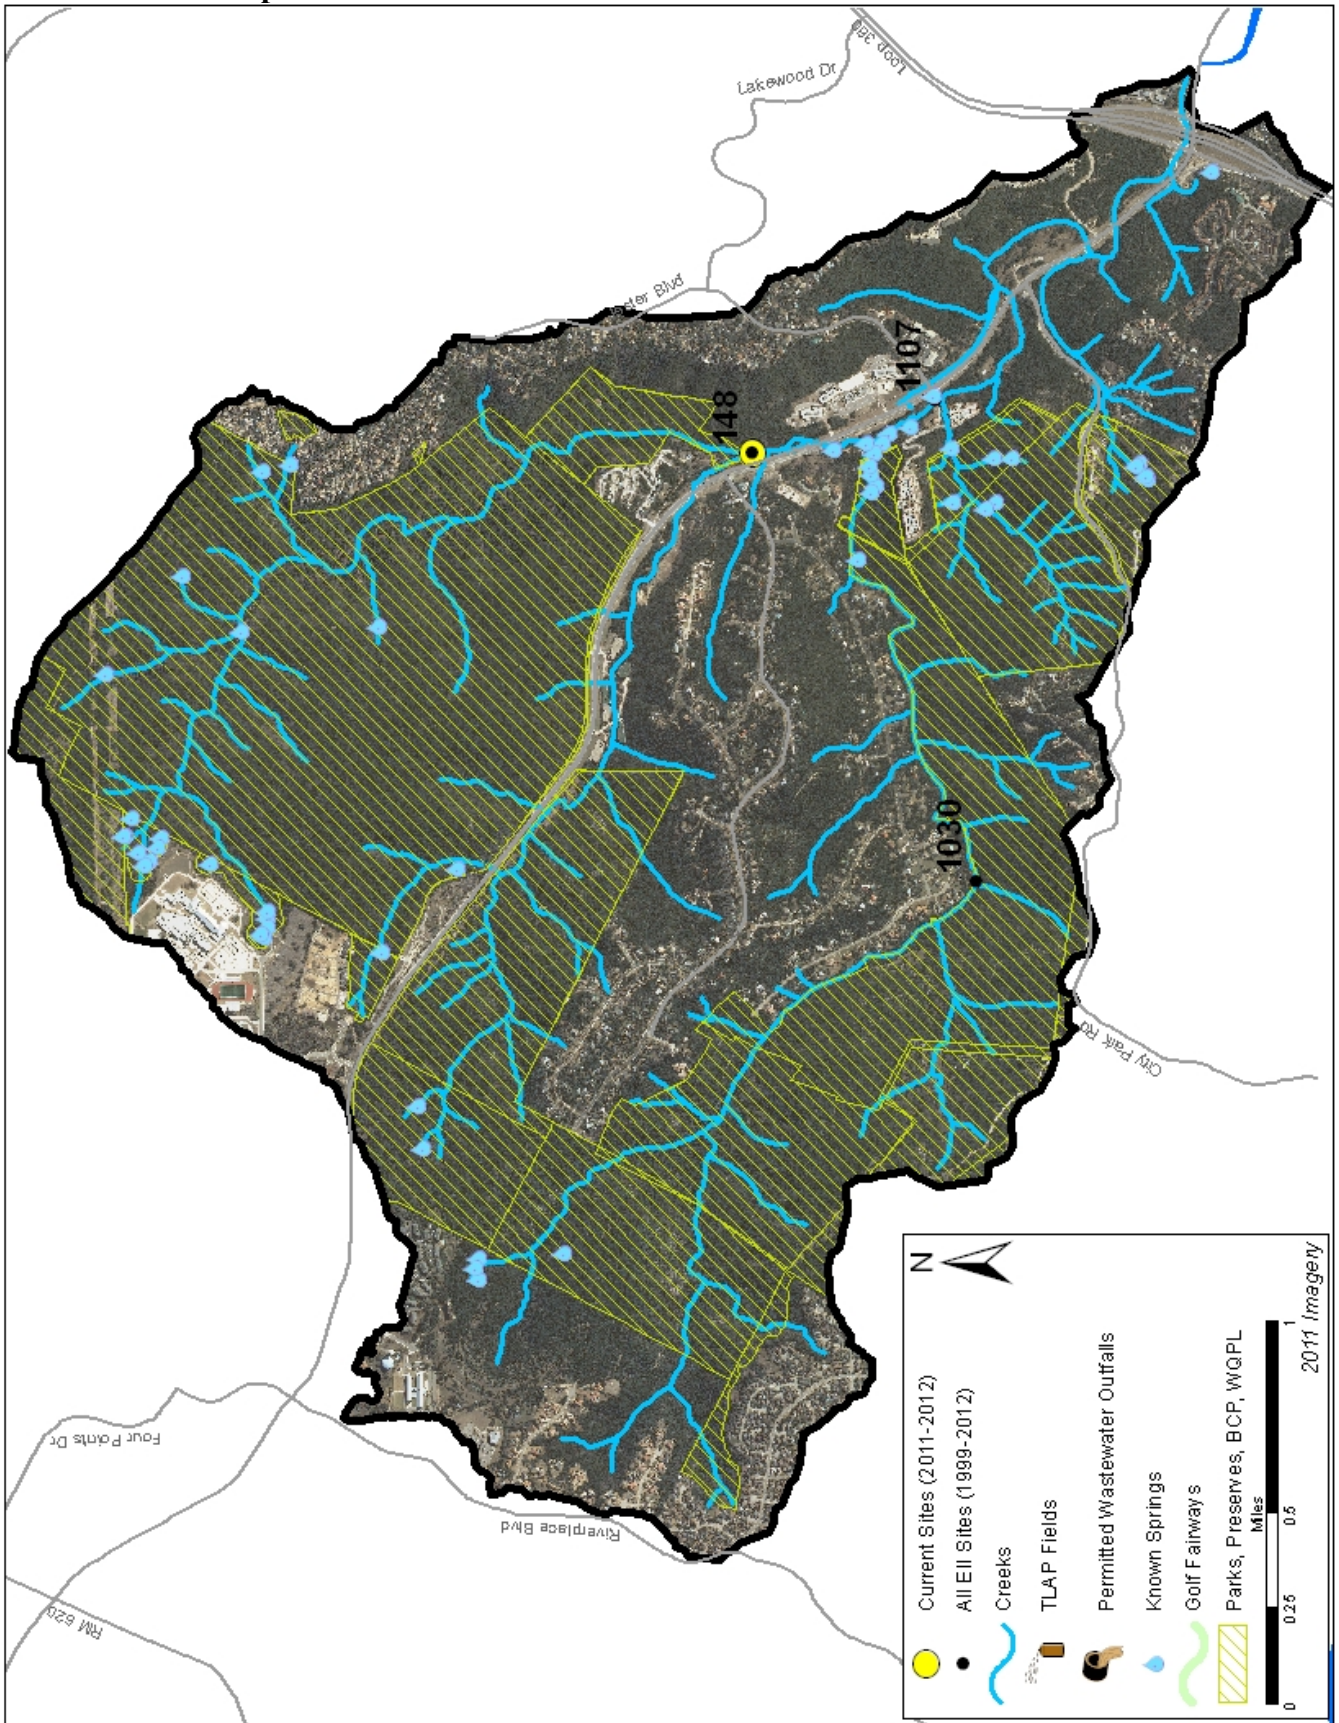 Loop 360
Lakewood Dr
ster Blvd
1107
148
1030
City Park Rd
Four Points Dr
Riverplace Blvd
RM 620
N
Current Sites (2011-2012)
All EII Sites (1999-2012)
Creeks
TLAP Fields
Permitted Wastewater Outfalls
Known Springs
Golf Fairways
Parks, Preserves, BCP, WQPL
Miles
0 0.25 0.5 1
2011 Imagery